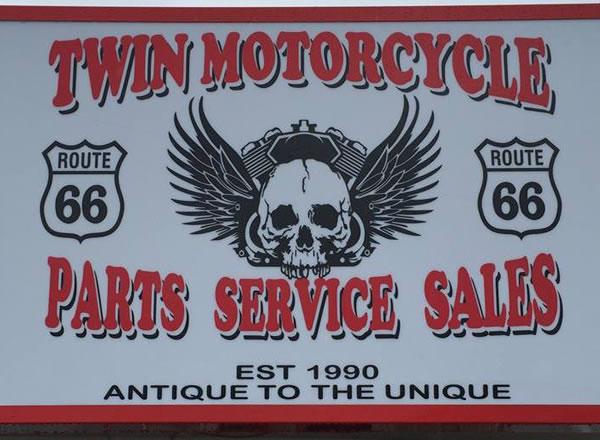 TWIN MOTORCYCLE
ROUTE 66
ROUTE 66
PARTS SERVICE SALES
EST 1990
ANTIQUE TO THE UNIQUE